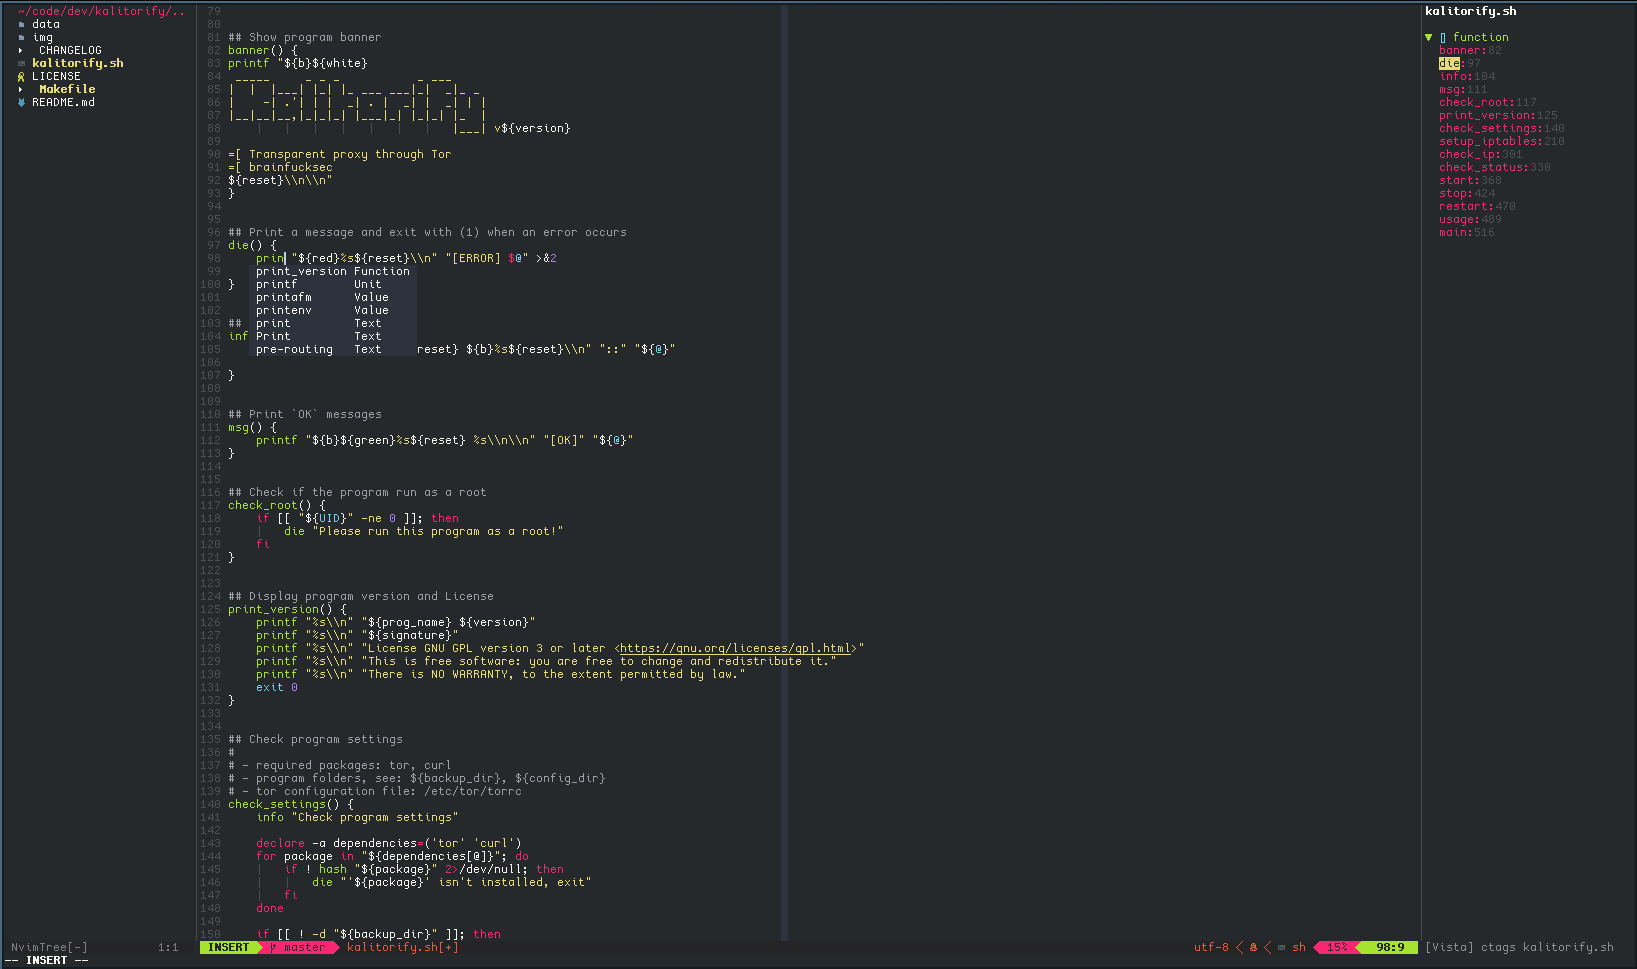 ~/code/dev/kalitorify/..
data
img
CHANGELOG
kalitorify.sh
LICENSE
Makefile
README.md
79
80
81 ## Show program banner
82 banner() {
83 printf "${b}${white}
84
85
86
87
88 v${version}
89
90 =[ Transparent proxy through Tor
91 =[ brainfucksec
92 ${reset}\\n\\n"
93 }
94
95
96 ## Print a message and exit with (1) when an error occurs
97 die() {
98 prin "${red}%s${reset}\\n" "[ERROR] $@" >&2
99 print_version Function
100 } printf Unit
101 printafm Value
102 printenv Value
103 ## print Text
104 inf Print Text
105 pre-routing Text reset} ${b}%s${reset}\\n" "::" "${@}"
106
107 }
108
109
110 ## Print `OK` messages
111 msg() {
112 printf "${b}${green}%s${reset} %s\\n\\n" "[OK]" "${@}"
113 }
114
115
116 ## Check if the program run as a root
117 check_root() {
118 if [[ "${UID}" -ne 0 ]]; then
119 die "Please run this program as a root!"
120 fi
121 }
122
123
124 ## Display program version and License
125 print_version() {
126 printf "%s\\n" "${prog_name} ${version}"
127 printf "%s\\n" "${signature}"
128 printf "%s\\n" "License GNU GPL version 3 or later <https://gnu.org/licenses/gpl.html>"
129 printf "%s\\n" "This is free software: you are free to change and redistribute it."
130 printf "%s\\n" "There is NO WARRANTY, to the extent permitted by law."
131 exit 0
132 }
133
134
135 ## Check program settings
136 #
137 # - required packages: tor, curl
138 # - program folders, see: ${backup_dir}, ${config_dir}
139 # - tor configuration file: /etc/tor/torrc
140 check_settings() {
141 info "Check program settings"
142
143 declare -a dependencies=('tor' 'curl')
144 for package in "${dependencies[@]}"; do
145 if ! hash "${package}" 2>/dev/null; then
146 die "'${package}' isn't installed, exit"
147 fi
148 done
149
150 if [[ ! -d "${backup_dir}" ]]; then
kalitorify.sh
▼ [] function
banner:82
die:97
info:104
msg:111
check_root:117
print_version:125
check_settings:140
setup_iptables:210
check_ip:301
check_status:330
start:368
stop:424
restart:470
usage:489
main:516
NvimTree[-] 1:1 INSERT master kalitorify.sh[+] utf-8 sh 15% 98:9 [Vista] ctags kalitorify.sh
-- INSERT --